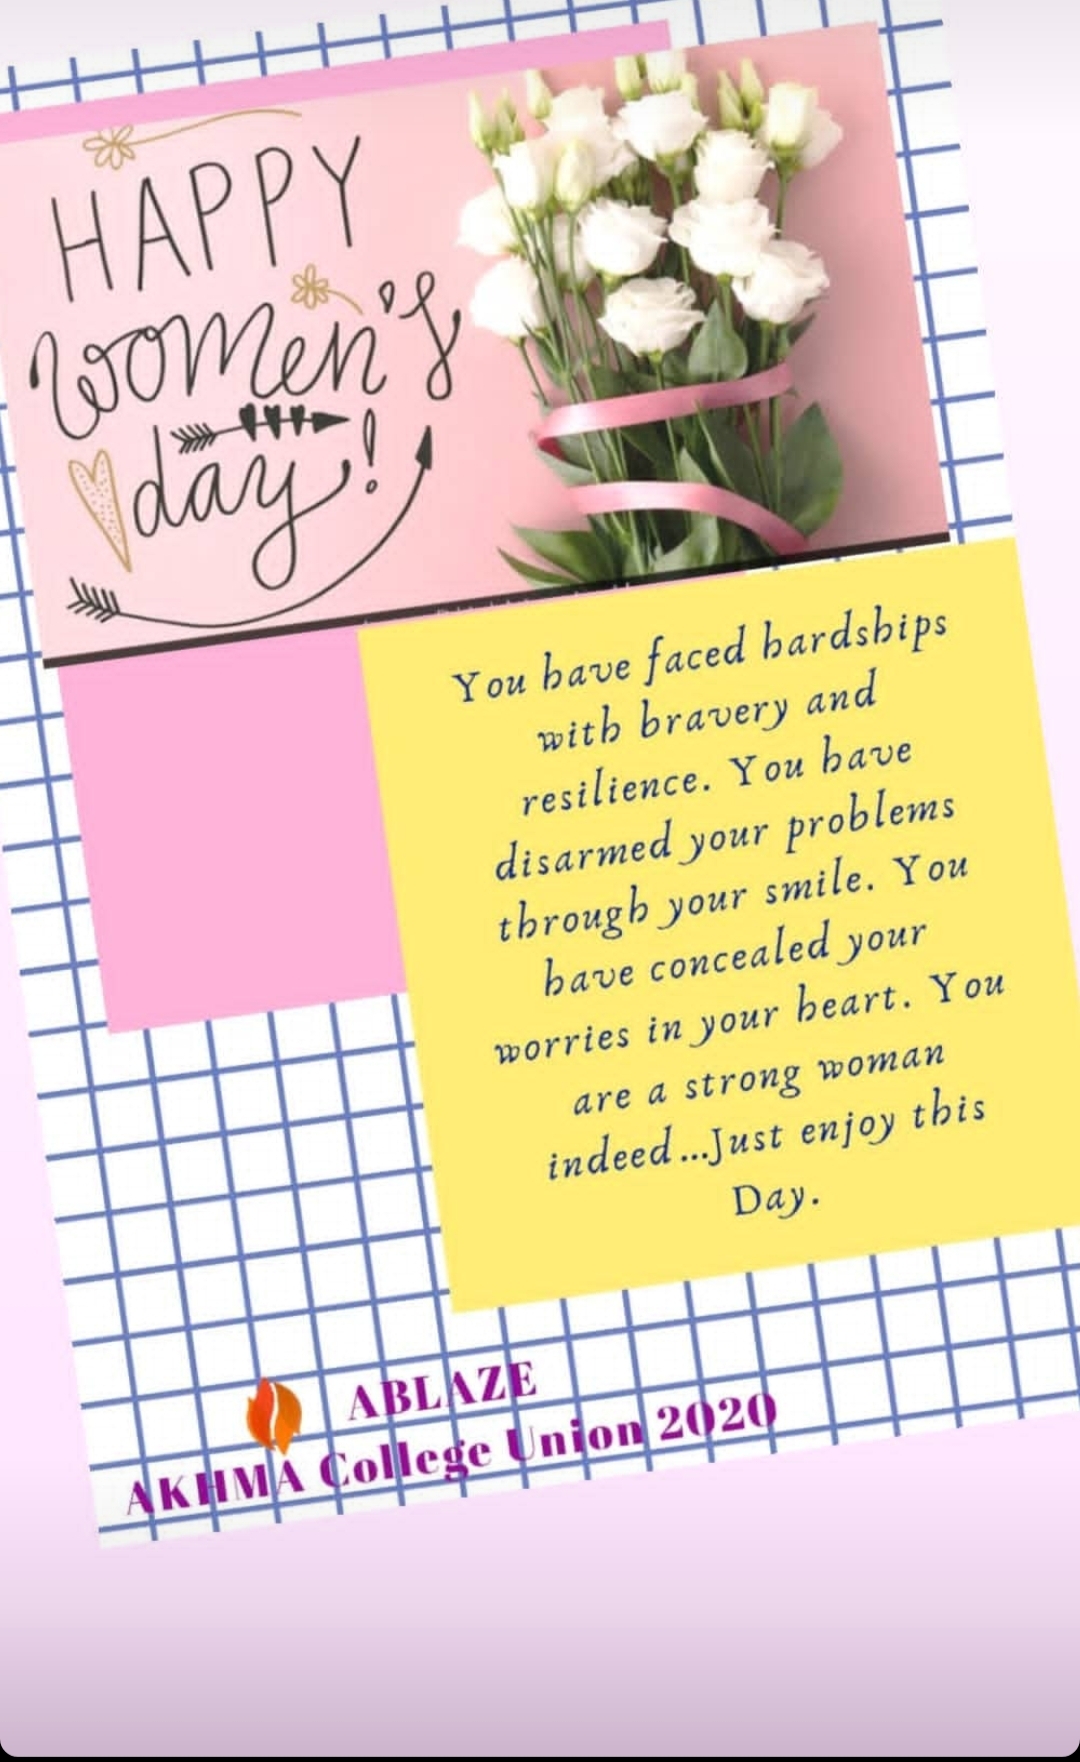 HAPPY
women's
day!
You have faced hardships
with bravery and
resilience. You have
disarmed your problems
through your smile. You
have concealed your
worries in your heart. You
are a strong woman
indeed...Just enjoy this
Day.
ABLAZE
AKHMA College Union 2020